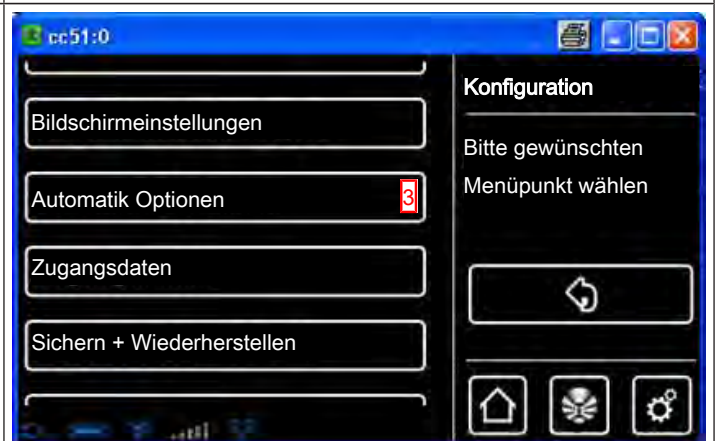 cc51:0
Bildschirmeinstellungen
Automatik Optionen 3
Zugangsdaten
Sichern + Wiederherstellen
Konfiguration
Bitte gewünschten
Menüpunkt wählen